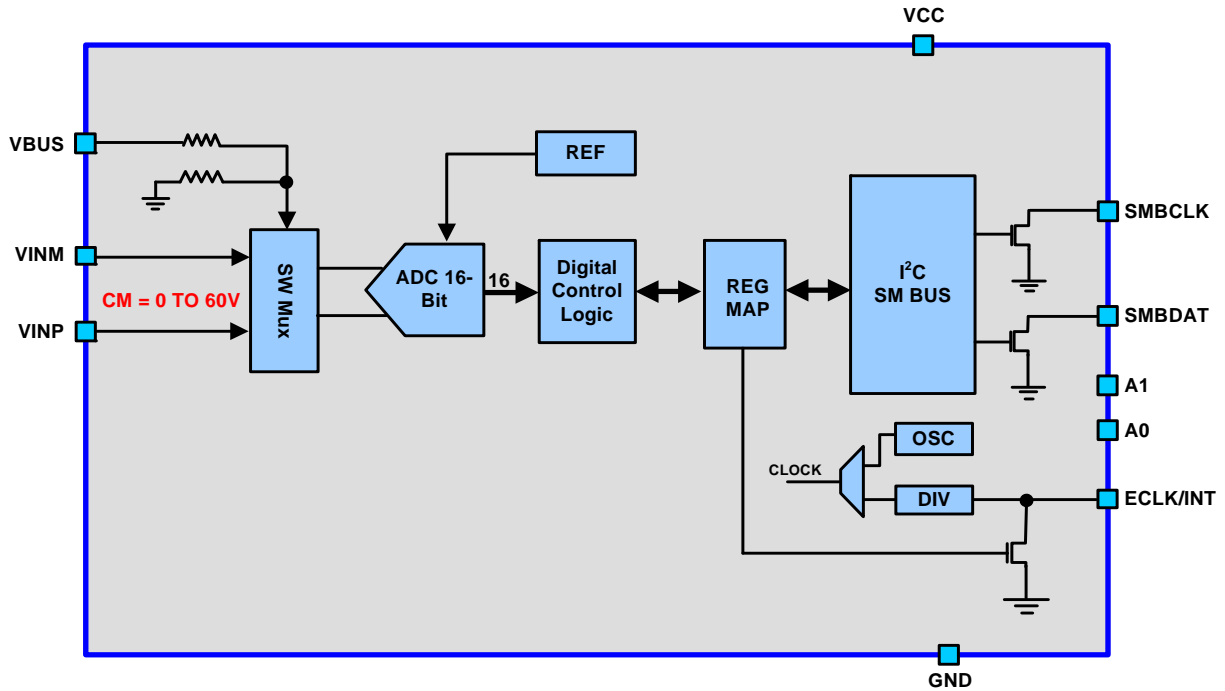 VCC
VBUS
REF
VINM
CM = 0 TO 60V
VINP
SW Mux
ADC 16-
Bit
16
Digital
Control
Logic
REG
MAP
I²C
SM BUS
SMBCLK
SMBDAT
A1
A0
OSC
CLOCK
DIV
ECLK/INT
GND